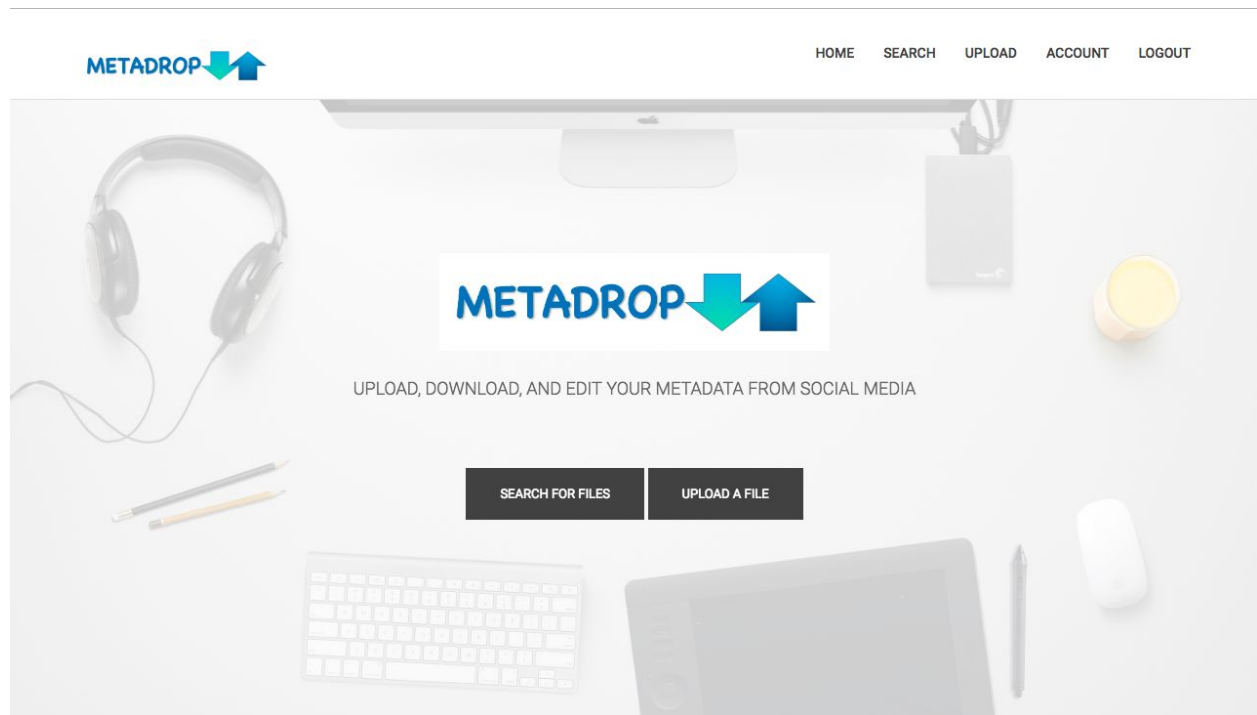 METADROP
HOME SEARCH UPLOAD ACCOUNT LOGOUT
METADROP
UPLOAD, DOWNLOAD, AND EDIT YOUR METADATA FROM SOCIAL MEDIA
SEARCH FOR FILES UPLOAD A FILE